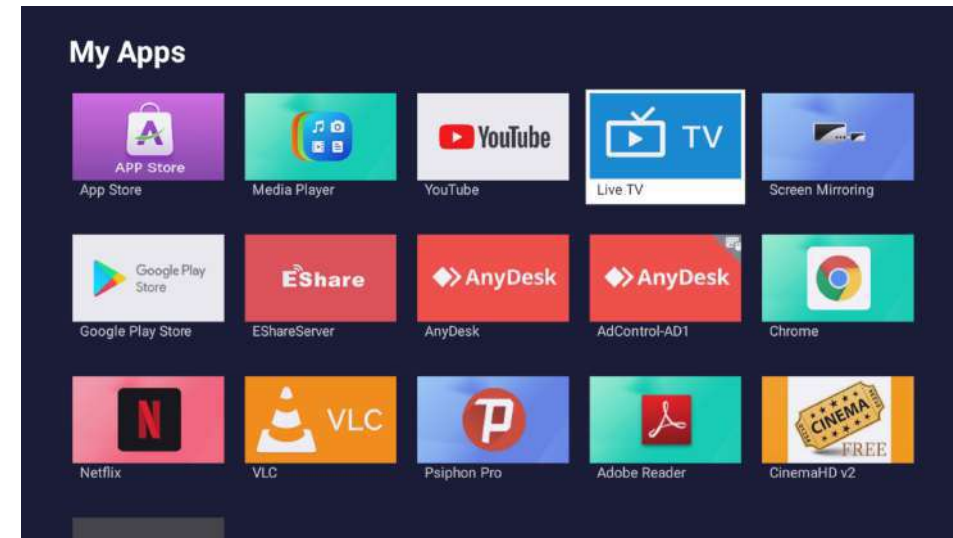 My Apps
APP Store
App Store
Media Player
YouTube
YouTube
TV
Live TV
Screen Mirroring
Google Play
Store
Google Play Store
EShare
EShareServer
AnyDesk
AnyDesk
AnyDesk
AdControl-AD1
Chrome
N
Netflix
VLC
VLC
Psiphon Pro
Adobe Reader
CINEMA
FREE
CinemaHD v2